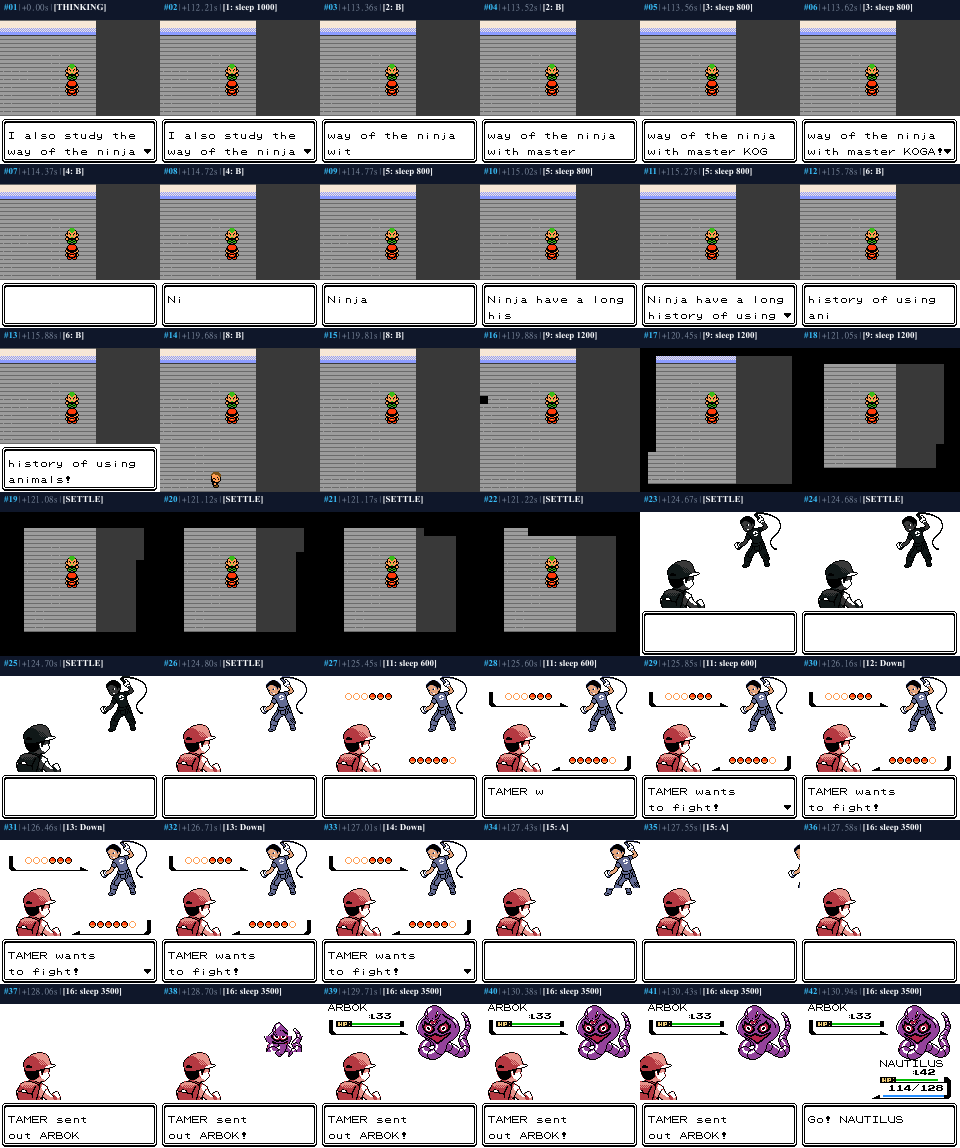 #01|+0.00s|[THINKING]
#02|+112.21s|[1: sleep 1000]
#03|+113.36s|[2: B]
#04|+113.52s|[2: B]
#05|+113.56s|[3: sleep 800]
#06|+113.62s|[3: sleep 800]
I also study the
way of the ninja
I also study the
way of the ninja
way of the ninja
wit
way of the ninja
with master
way of the ninja
with master KOG
way of the ninja
with master KOGA!
#07|+114.37s|[4: B]
#08|+114.72s|[4: B]
#09|+114.77s|[5: sleep 800]
#10|+115.02s|[5: sleep 800]
#11|+115.27s|[5: sleep 800]
#12|+115.78s|[6: B]
Ni
Ninja
Ninja have a long
his
Ninja have a long
history of using
history of using
ani
#13|+115.88s|[6: B]
#14|+119.68s|[8: B]
#15|+119.81s|[8: B]
#16|+119.88s|[9: sleep 1200]
#17|+120.45s|[9: sleep 1200]
#18|+121.05s|[9: sleep 1200]
history of using
animals!
#19|+121.08s|[SETTLE]
#20|+121.12s|[SETTLE]
#21|+121.17s|[SETTLE]
#22|+121.22s|[SETTLE]
#23|+124.67s|[SETTLE]
#24|+124.68s|[SETTLE]
#25|+124.70s|[SETTLE]
#26|+124.80s|[SETTLE]
#27|+125.45s|[11: sleep 600]
#28|+125.60s|[11: sleep 600]
#29|+125.85s|[11: sleep 600]
#30|+126.16s|[12: Down]
TAMER w
TAMER wants
to fight!
TAMER wants
to fight!
#31|+126.46s|[13: Down]
#32|+126.71s|[13: Down]
#33|+127.01s|[14: Down]
#34|+127.43s|[15: A]
#35|+127.55s|[15: A]
#36|+127.58s|[16: sleep 3500]
TAMER wants
to fight!
TAMER wants
to fight!
TAMER wants
to fight!
#37|+128.06s|[16: sleep 3500]
#38|+128.70s|[16: sleep 3500]
#39|+129.71s|[16: sleep 3500]
#40|+130.38s|[16: sleep 3500]
#41|+130.43s|[16: sleep 3500]
#42|+130.94s|[16: sleep 3500]
TAMER sent
out ARBOK
TAMER sent
out ARBOK!
ARBOK
:L33
HP:
TAMER sent
out ARBOK!
ARBOK
:L33
HP:
TAMER sent
out ARBOK!
ARBOK
:L33
HP:
TAMER sent
out ARBOK!
ARBOK
:L33
HP:
NAUTILUS
:L42
HP:
114/128
Go! NAUTILUS